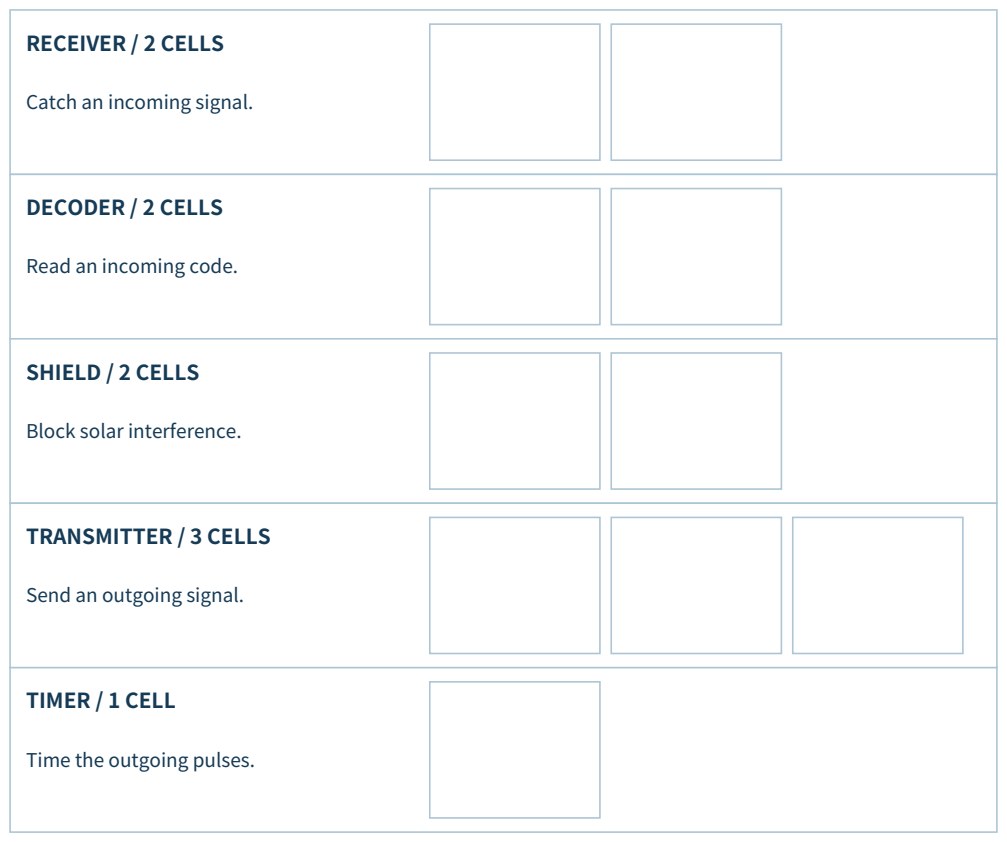 RECEIVER / 2 CELLS
Catch an incoming signal.
DECODER / 2 CELLS
Read an incoming code.
SHIELD / 2 CELLS
Block solar interference.
TRANSMITTER / 3 CELLS
Send an outgoing signal.
TIMER / 1 CELL
Time the outgoing pulses.